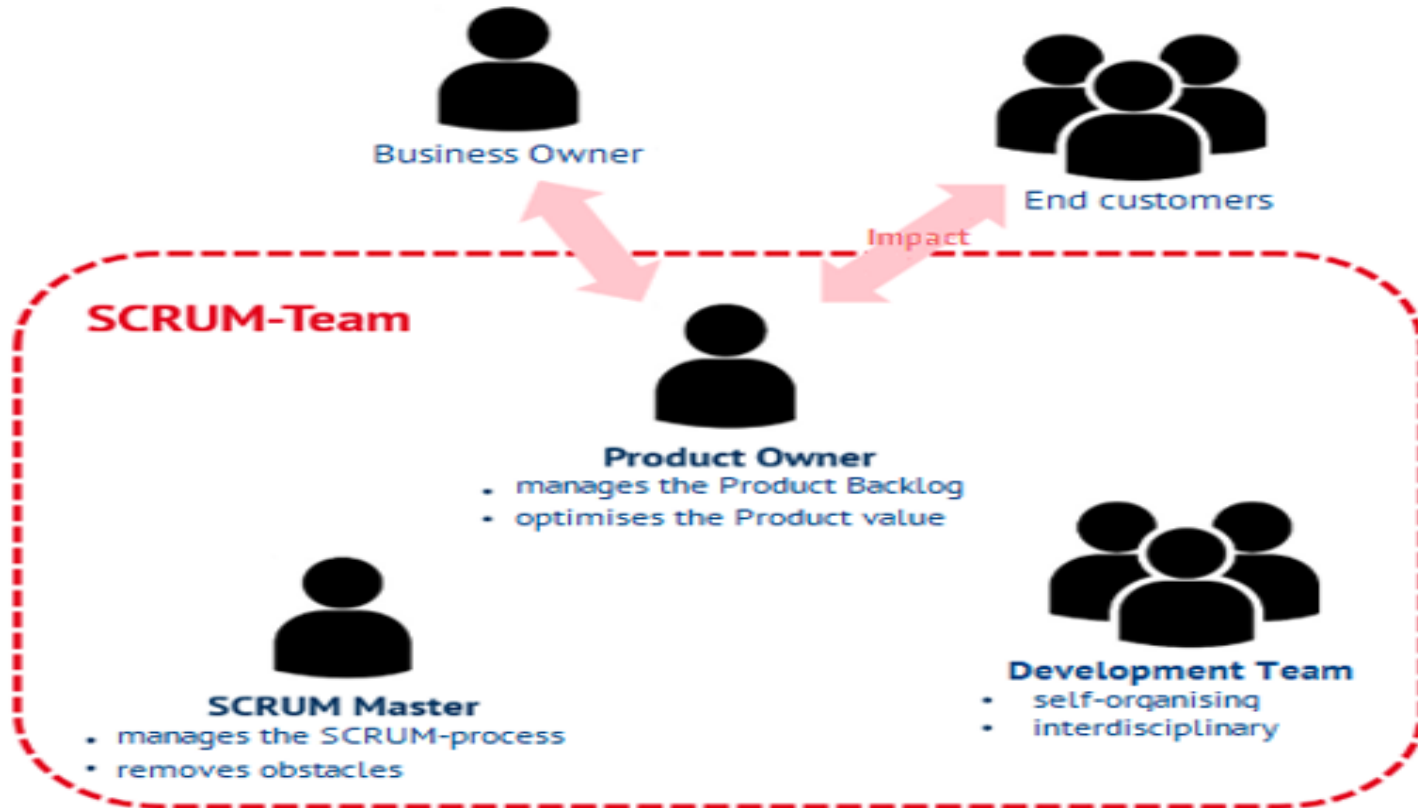 Business Owner
End customers
Impact
SCRUM-Team
Product Owner
• manages the Product Backlog
• optimises the Product value
Development Team
• self-organising
• interdisciplinary
SCRUM Master
• manages the SCRUM-process
• removes obstacles